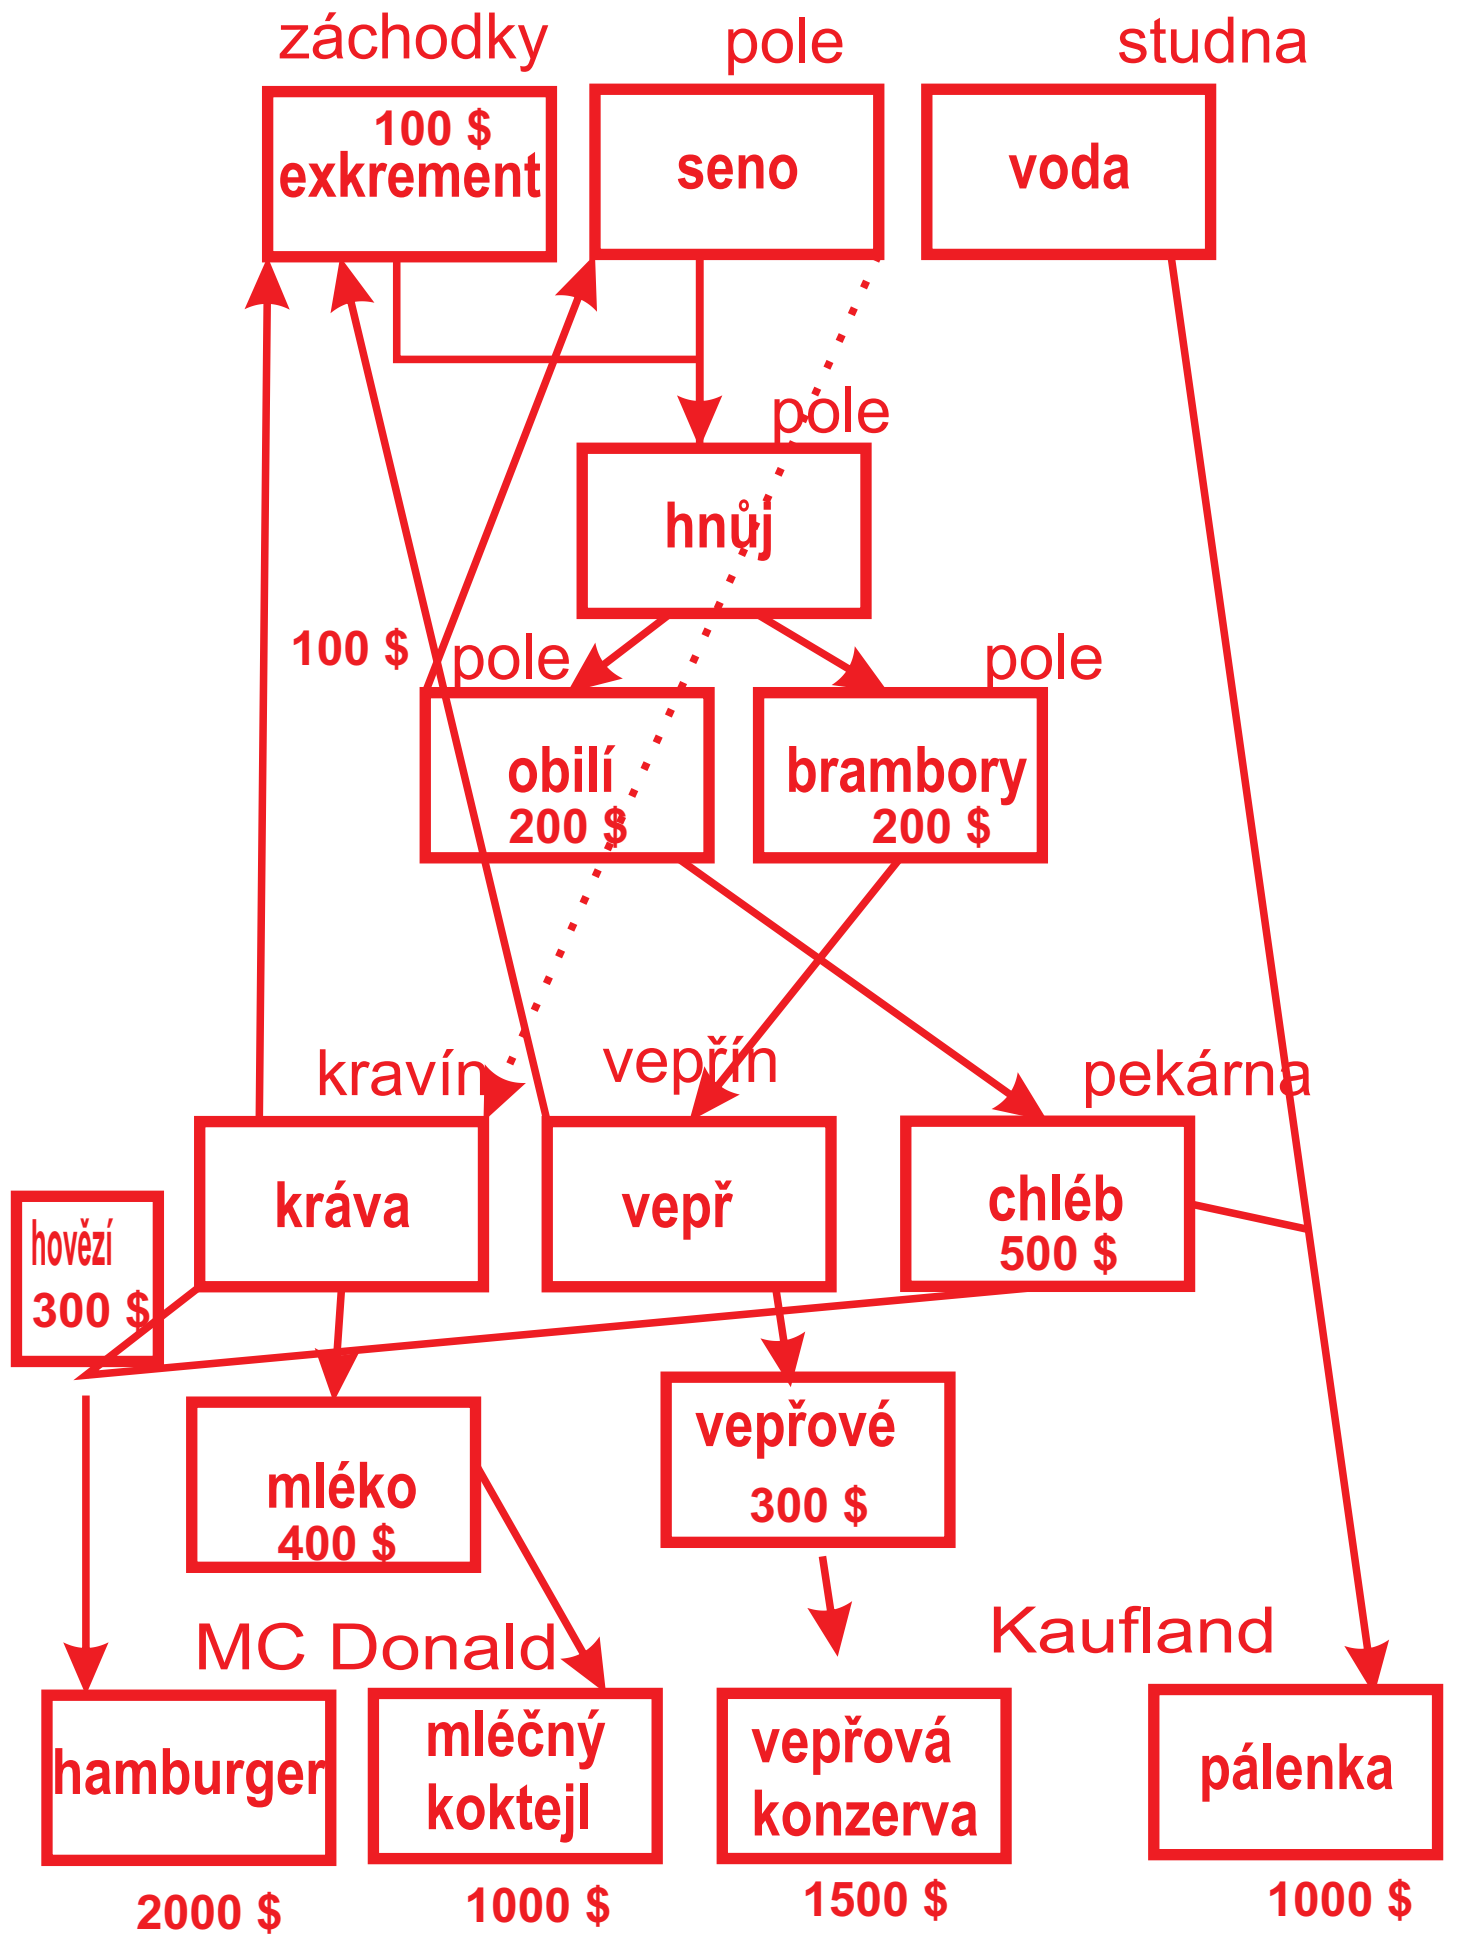 záchodky
pole
studna
100 $
exkrement
seno
voda
pole
hnůj
100 $
pole
pole
obilí
200 $
brambory
200 $
kravín
vepřín
pekárna
kráva
vepř
chléb
500 $
hovězí
300 $
mléko
400 $
vepřové
300 $
MC Donald
Kaufland
hamburger
mléčný
koktejl
vepřová
konzerva
pálenka
2000 $
1000 $
1500 $
1000 $